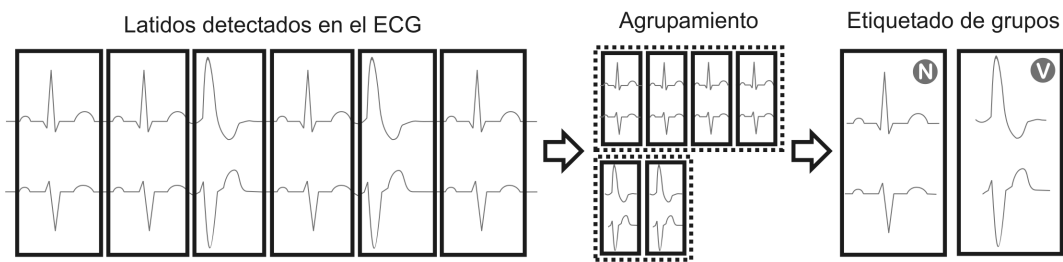 Latidos detectados en el ECG
Agrupamiento
Etiquetado de grupos
N
V